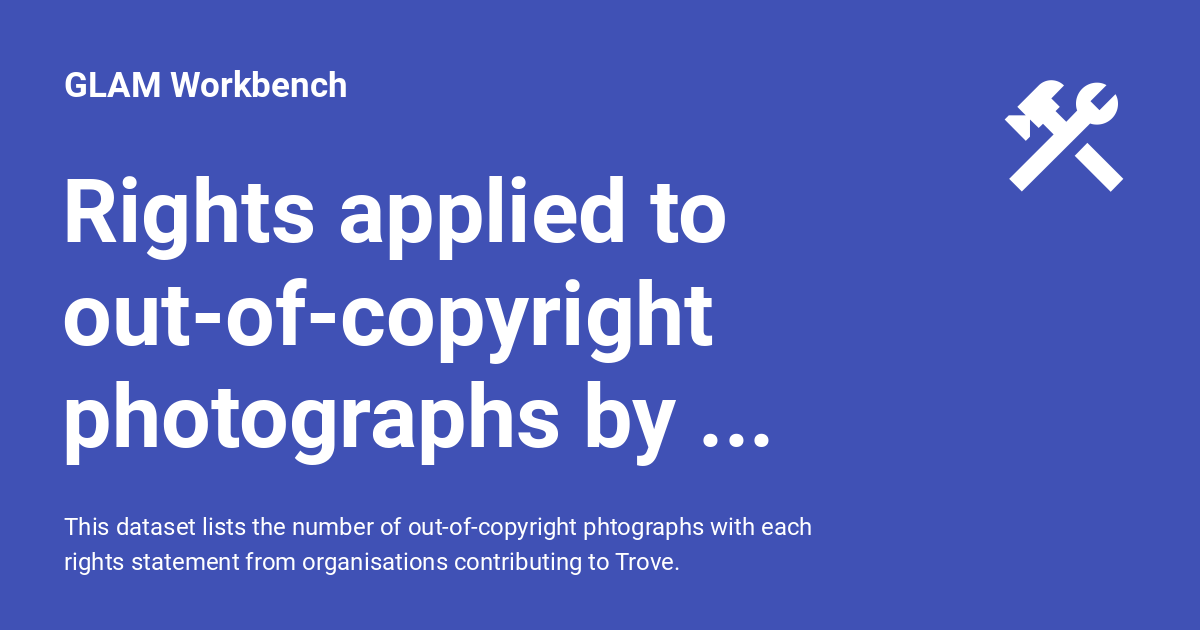 GLAM Workbench
Rights applied to
out-of-copyright
photographs by ...
This dataset lists the number of out-of-copyright phtographs with each
rights statement from organisations contributing to Trove.